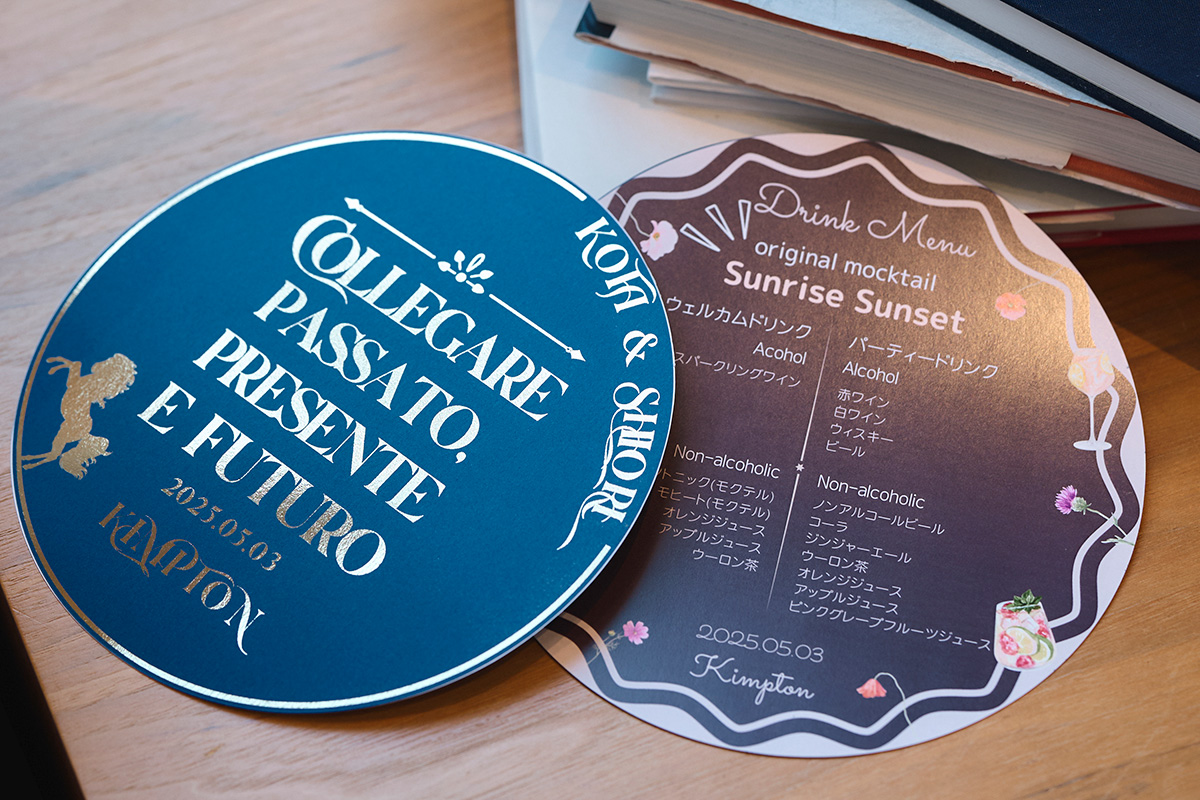 COLLEGARE
PASSATO,
PRESENTE
E FUTURO
2025.05.03
KIMPTON
KOTA & SHIORI
Drink Menu
original mocktail
Sunrise Sunset
ウェルカムドリンク
Acohol
スパークリングワイン
Non-alcoholic
トニック(モクテル)
モヒート(モクテル)
オレンジジュース
アップルジュース
ウーロン茶
パーティードリンク
Alcohol
赤ワイン
白ワイン
ウィスキー
ビール
Non-alcoholic
ノンアルコールビール
コーラ
ジンジャーエール
ウーロン茶
オレンジジュース
アップルジュース
ピンクグレープフルーツジュース
2025.05.03
Kimpton